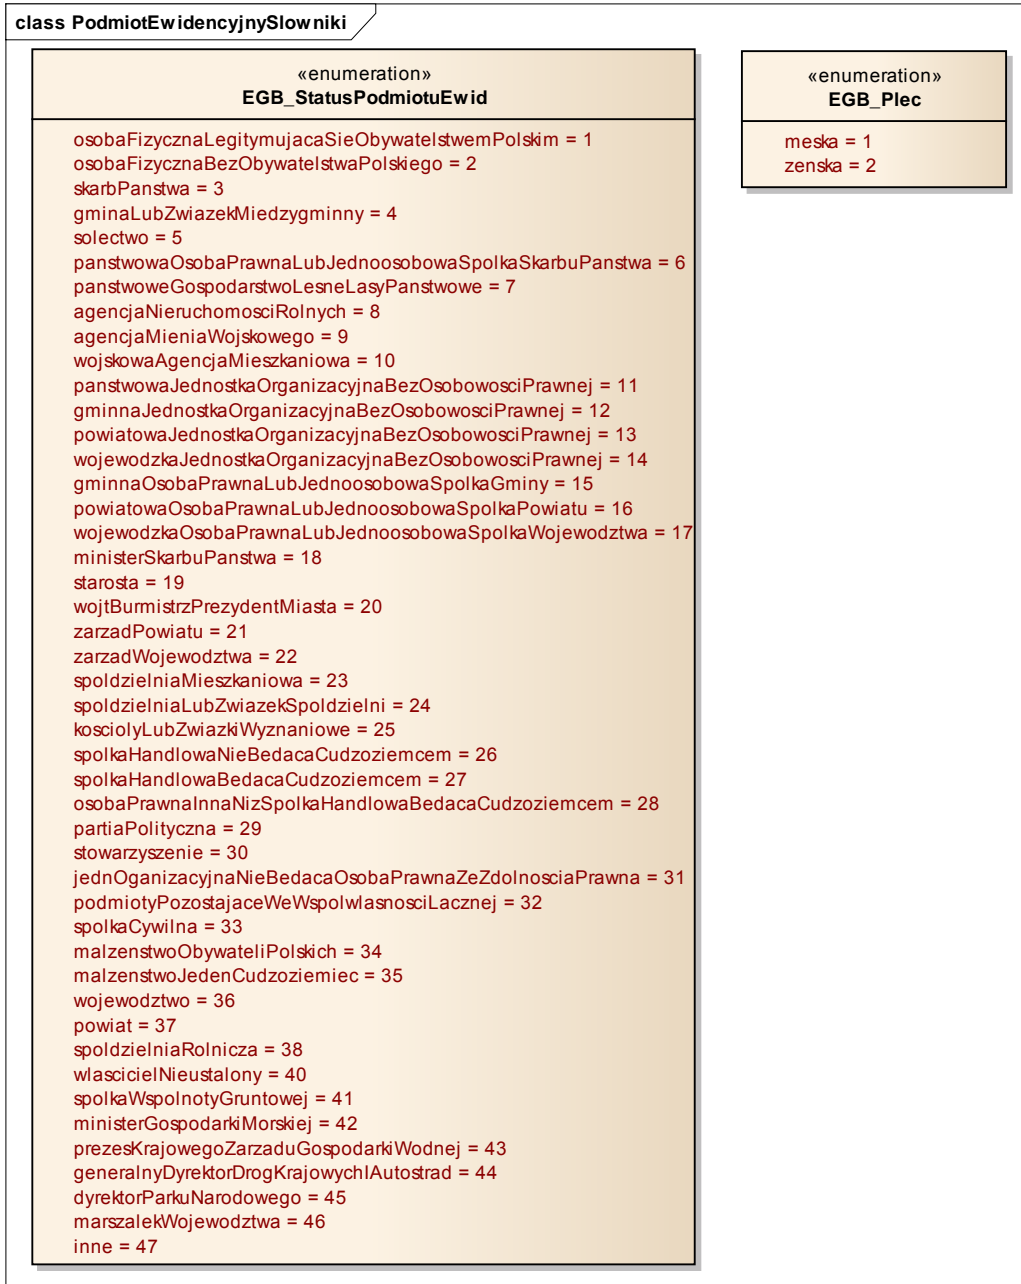 class PodmiotEwidencyjnySlowniki
«enumeration»
EGB_StatusPodmiotuEwid
osobaFizycznaLegitymujacaSieObywatelstwemPolskim = 1
osobaFizycznaBezObywatelstwaPolskiego = 2
skarbPanstwa = 3
gminaLubZwiazekMiedzygminny = 4
solectwo = 5
panstwowaOsobaPrawnaLubJednoosobowaSpolkaSkarbuPanstwa = 6
panstwoweGospodarstwoLesneLasyPanstwowe = 7
agencjaNieruchomosciRolnych = 8
agencjaMieniaWojskowego = 9
wojskowaAgencjaMieszkaniowa = 10
panstwowaJednostkaOrganizacyjnaBezOsobowosciPrawnej = 11
gminnaJednostkaOrganizacyjnaBezOsobowosciPrawnej = 12
powiatowaJednostkaOrganizacyjnaBezOsobowosciPrawnej = 13
wojewodzkaJednostkaOrganizacyjnaBezOsobowosciPrawnej = 14
gminnaOsobaPrawnaLubJednoosobowaSpolkaGminy = 15
powiatowaOsobaPrawnaLubJednoosobowaSpolkaPowiatu = 16
wojewodzkaOsobaPrawnaLubJednoosobowaSpolkaWojewodztwa = 17
ministerSkarbuPanstwa = 18
starosta = 19
wojtBurmistrzPrezydentMiasta = 20
zarzadPowiatu = 21
zarzadWojewodztwa = 22
spoldzielniaMieszkaniowa = 23
spoldzielniaLubZwiazekSpoldzielni = 24
kosciolyLubZwiazkiWyznaniowe = 25
spolkaHandlowaNieBedacaCudzoziemcem = 26
spolkaHandlowaBedacaCudzoziemcem = 27
osobaPrawnaInnaNizSpolkaHandlowaBedacaCudzoziemcem = 28
partiaPolityczna = 29
stowarzyszenie = 30
jednOganizacyjnaNieBedacaOsobaPrawnaZeZdolnosciaPrawna = 31
podmiotyPozostajaceWeWspolwlasnosciLacznej = 32
spolkaCywilna = 33
malzenstwoObywateliPolskich = 34
malzenstwoJedenCudzoziemiec = 35
wojewodztwo = 36
powiat = 37
spoldzielniaRolnicza = 38
wlascicielNieustalony = 40
spolkaWspolnotyGruntowej = 41
ministerGospodarkiMorskiej = 42
prezesKrajowegoZarzaduGospodarkiWodnej = 43
generalnyDyrektorDrogKrajowychIAutostrad = 44
dyrektorParkuNarodowego = 45
marszalekWojewodztwa = 46
inne = 47
«enumeration»
EGB_Plec
meska = 1
zenska = 2